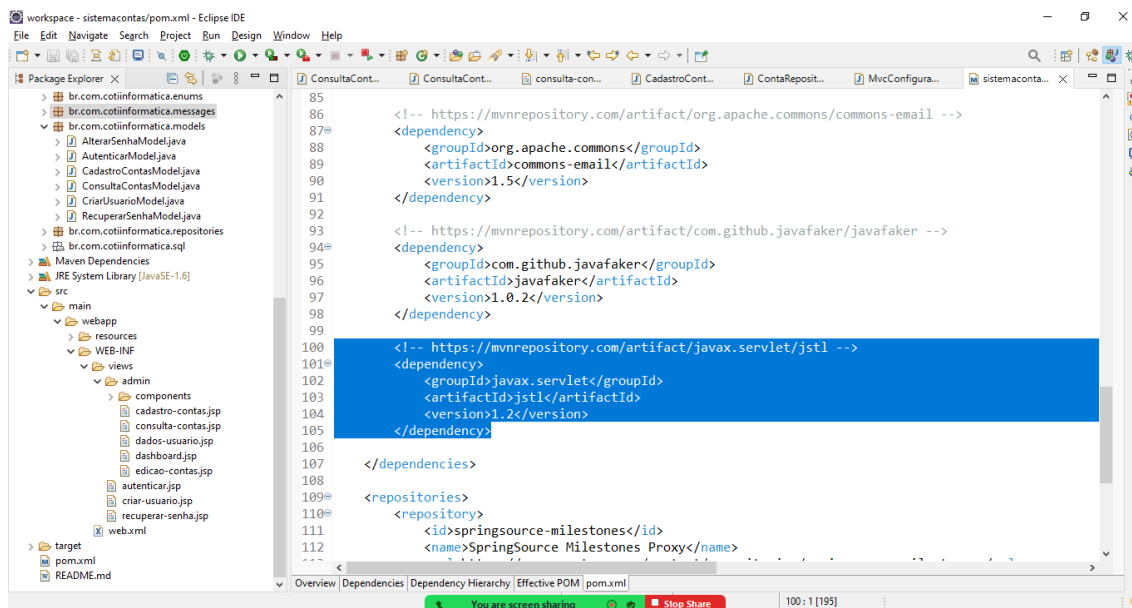 workspace - sistemacontas/pom.xml - Eclipse IDE
File Edit Navigate Search Project Run Design Window Help
Package Explorer
ConsultaCont...
ConsultaCont...
consulta-con...
CadastroCont...
ContaReposit...
MvcConfigura...
sistemaconta...
br.com.cotiinformatica.enums
br.com.cotiinformatica.messages
br.com.cotiinformatica.models
AlterarSenhaModel.java
AutenticarModel.java
CadastroContasModel.java
ConsultaContasModel.java
CriarUsuarioModel.java
RecuperarSenhaModel.java
br.com.cotiinformatica.repositories
br.com.cotiinformatica.sql
Maven Dependencies
JRE System Library [JavaSE-1.6]
src
main
webapp
resources
WEB-INF
views
admin
components
cadastro-contas.jsp
consulta-contas.jsp
dados-usuario.jsp
dashboard.jsp
edicao-contas.jsp
autenticar.jsp
criar-usuario.jsp
recuperar-senha.jsp
web.xml
target
pom.xml
README.md
85
86 <!-- https://mvnrepository.com/artifact/org.apache.commons/commons-email -->
87 <dependency>
88 <groupId>org.apache.commons</groupId>
89 <artifactId>commons-email</artifactId>
90 <version>1.5</version>
91 </dependency>
92
93 <!-- https://mvnrepository.com/artifact/com.github.javafaker/javafaker -->
94 <dependency>
95 <groupId>com.github.javafaker</groupId>
96 <artifactId>javafaker</artifactId>
97 <version>1.0.2</version>
98 </dependency>
99
100 <!-- https://mvnrepository.com/artifact/javax.servlet/jstl -->
101 <dependency>
102 <groupId>javax.servlet</groupId>
103 <artifactId>jstl</artifactId>
104 <version>1.2</version>
105 </dependency>
106
107 </dependencies>
108
109 <repositories>
110 <repository>
111 <id>springsource-milestones</id>
112 <name>SpringSource Milestones Proxy</name>
Overview Dependencies Dependency Hierarchy Effective POM pom.xml
You are screen sharing Stop Share
100 : 1 [195]